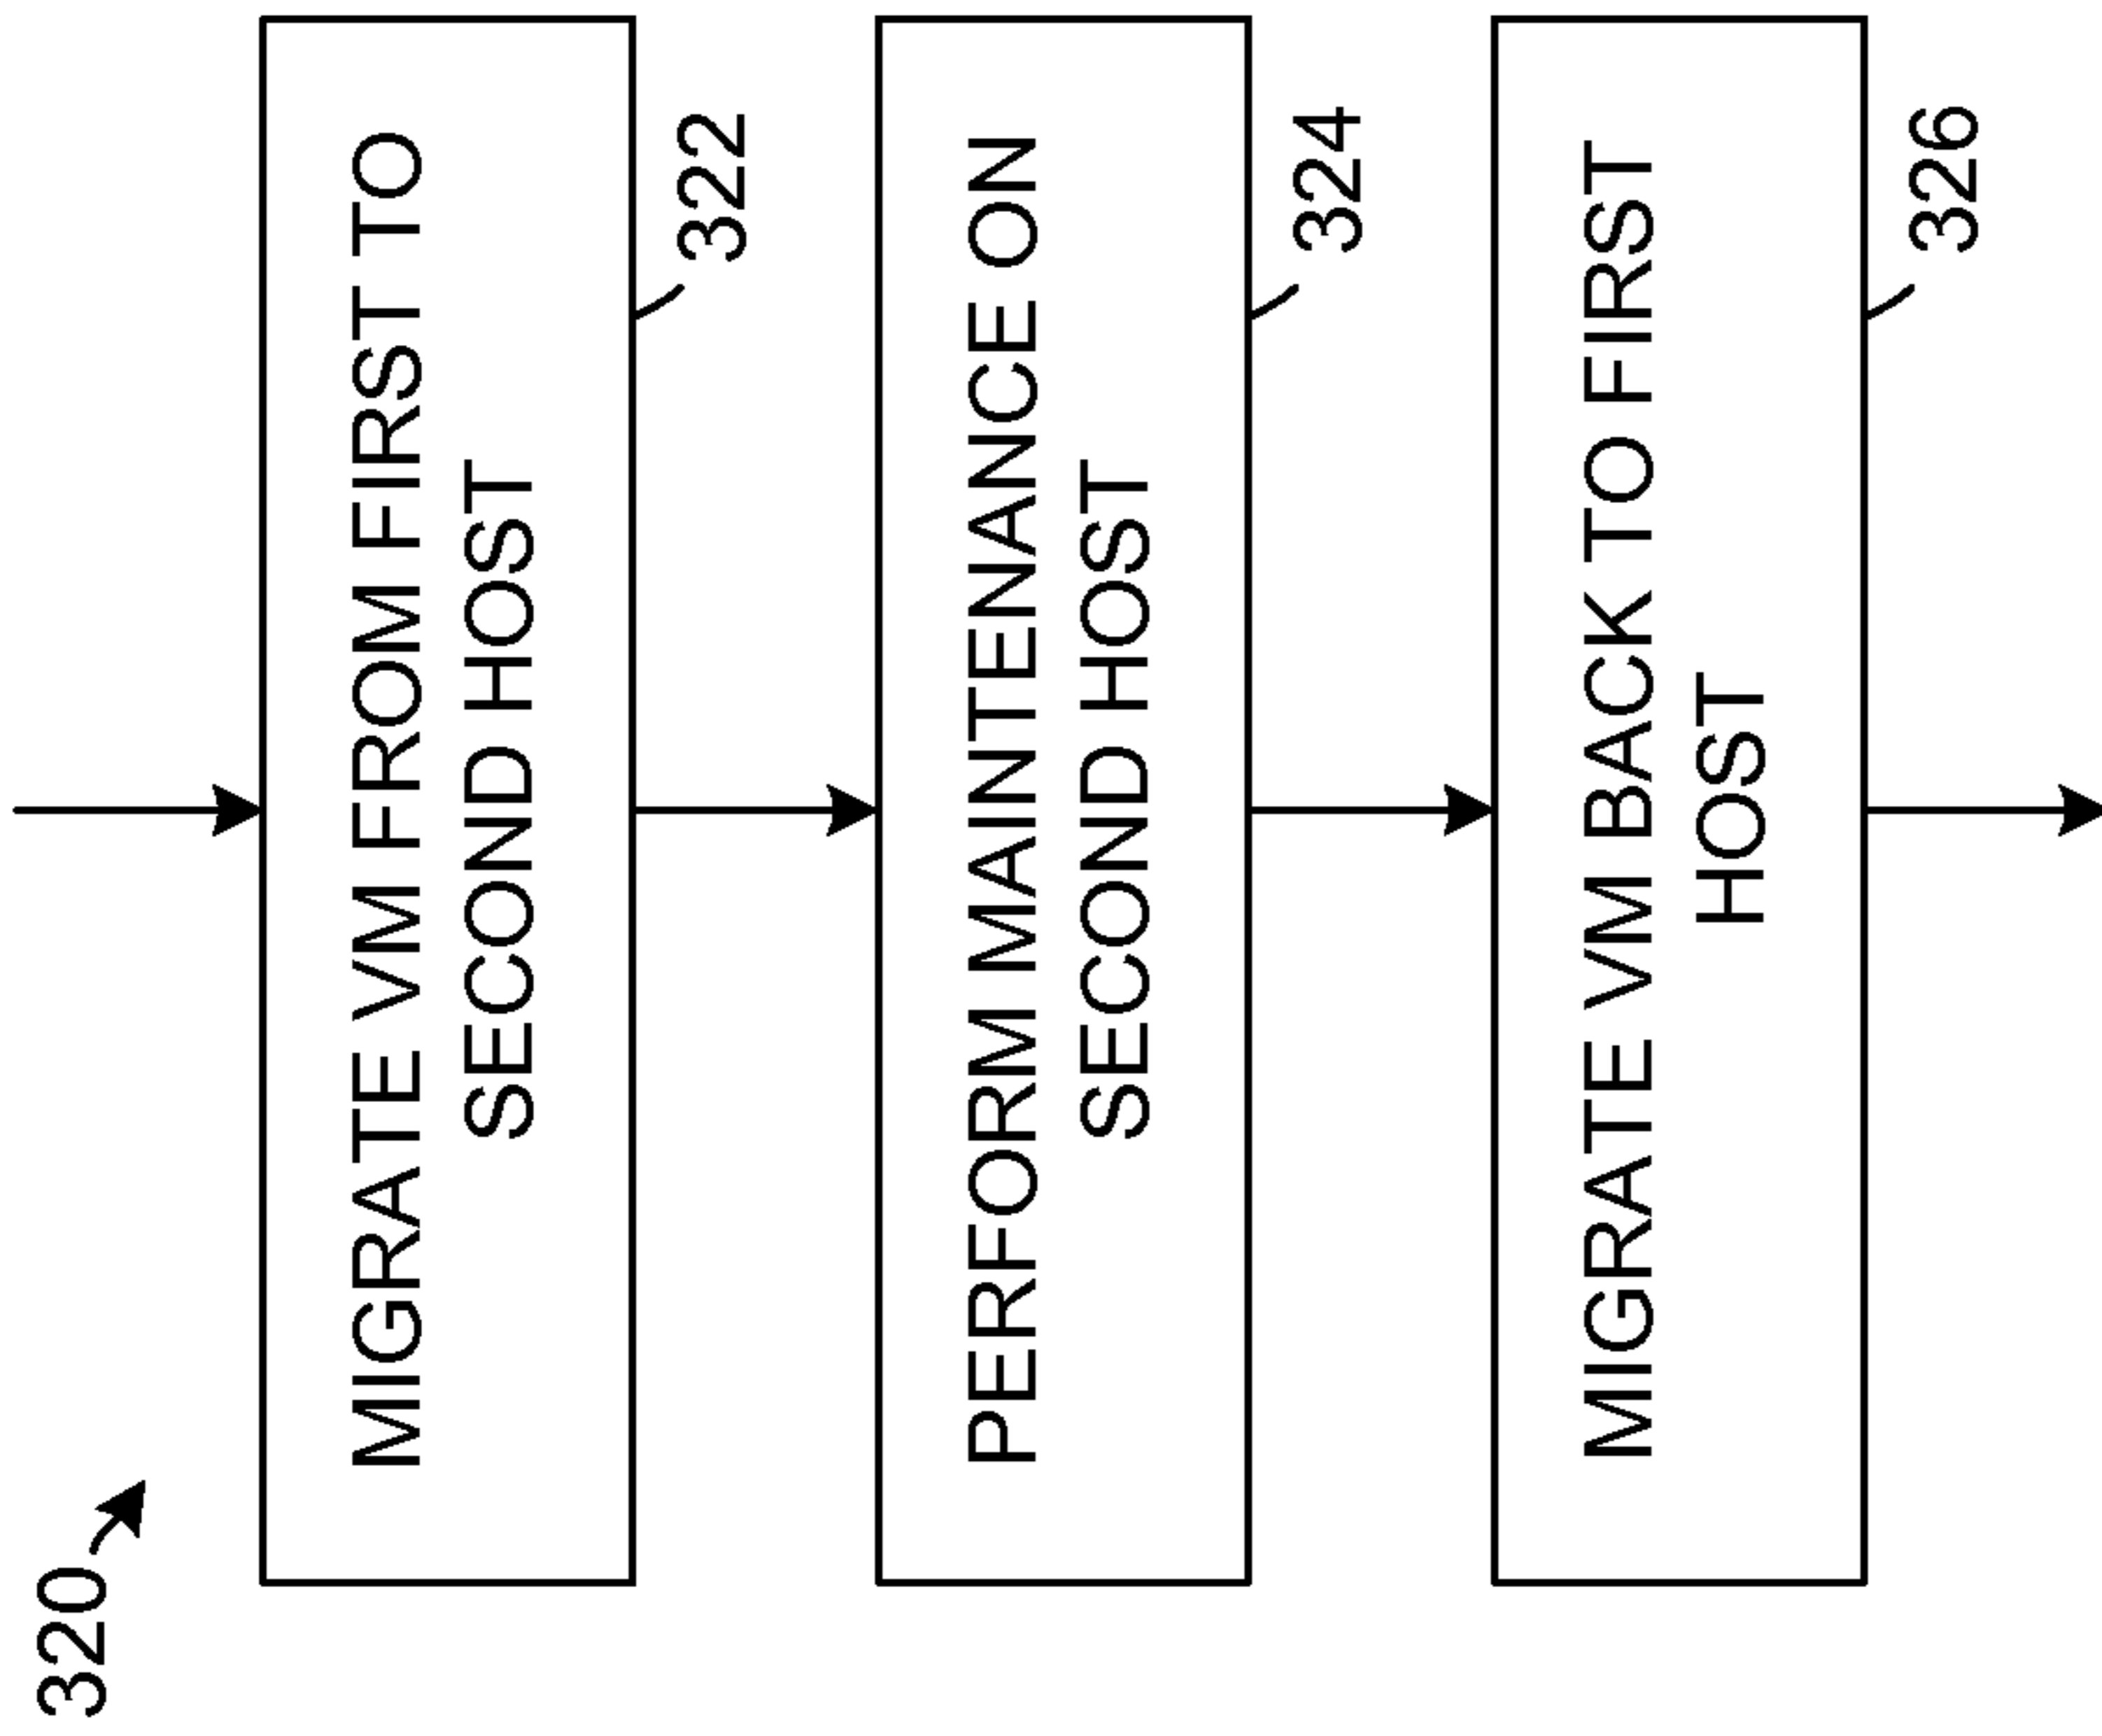 320
MIGRATE VM FROM FIRST TO
SECOND HOST
322
PERFORM MAINTENANCE ON
SECOND HOST
324
MIGRATE VM BACK TO FIRST
HOST
326